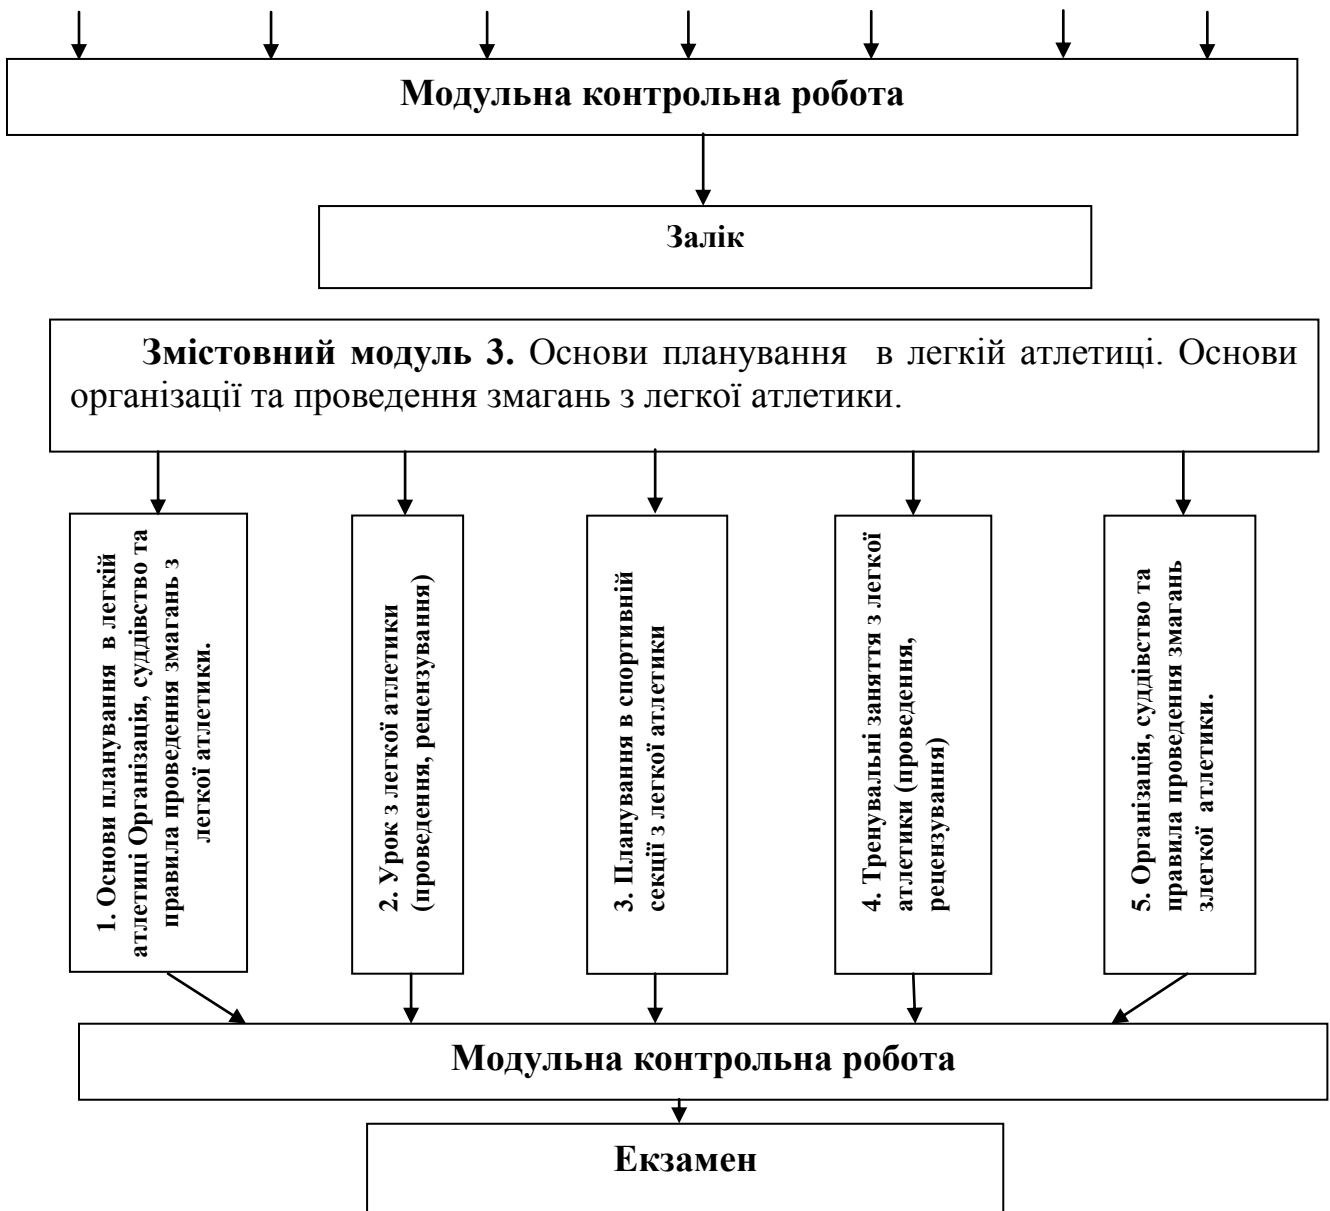 Модульна контрольна робота
Залік
Змістовний модуль 3. Основи планування в легкій атлетиці. Основи
організації та проведення змагань з легкої атлетики.
1. Основи планування в легкій
атлетиці Організація, суддівство та
правила проведення змагань з
легкої атлетики.
2. Урок з легкої атлетики
(проведення, рецензування)
3. Планування в спортивній
секції з легкої атлетики
4. Тренувальні заняття з легкої
атлетики (проведення,
рецензування)
5. Організація, суддівство та
правила проведення змагань
злегкої атлетики.
Модульна контрольна робота
Екзамен